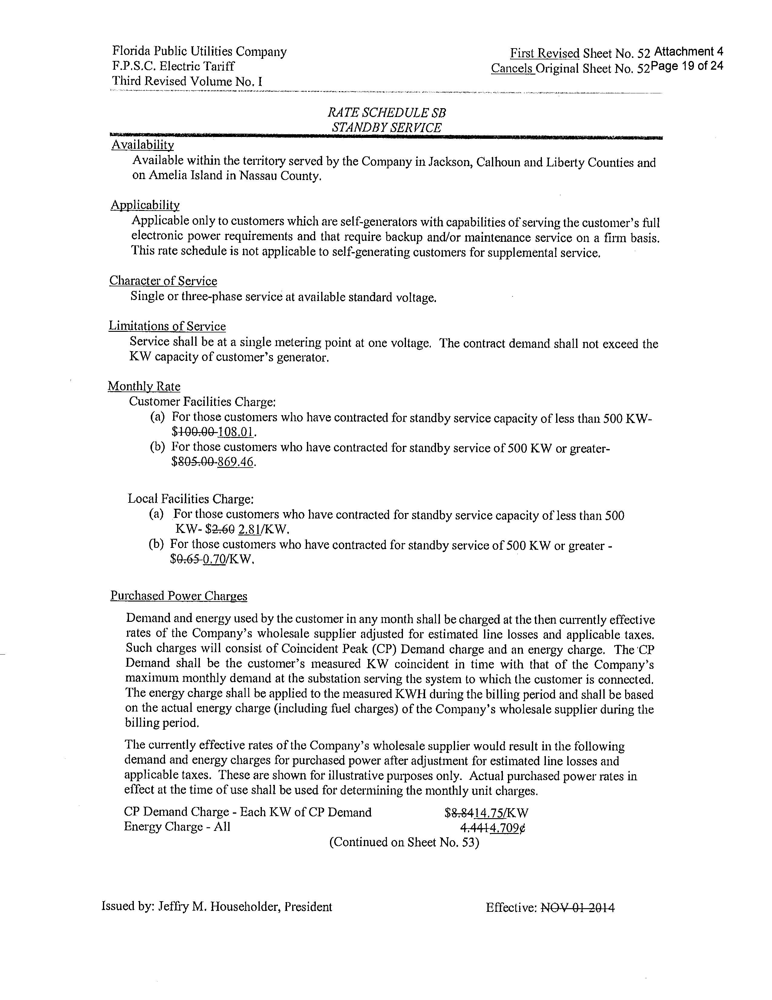 Florida Public Utilities Company
F.P.S.C. Electric Tariff
Third Revised Volume No. I
First Revised Sheet No. 52 Attachment 4
Cancels Original Sheet No. 52 Page 19 of 24
RATE SCHEDULE SB
STANDBY SERVICE
Availability
Available within the territory served by the Company in Jackson, Calhoun and Liberty Counties and
on Amelia Island in Nassau County.
Applicability
Applicable only to customers which are self-generators with capabilities of serving the customer's full
electronic power requirements and that require backup and/or maintenance service on a firm basis.
This rate schedule is not applicable to self-generating customers for supplemental service.
Character of Service
Single or three-phase service at available standard voltage.
Limitations of Service
Service shall be at a single metering point at one voltage. The contract demand shall not exceed the
KW capacity of customer's generator.
Monthly Rate
Customer Facilities Charge:
(a) For those customers who have contracted for standby service capacity of less than 500 KW-
$100.00 108.01.
(b) For those customers who have contracted for standby service of 500 KW or greater-
$805.00 869.46.
Local Facilities Charge:
(a) For those customers who have contracted for standby service capacity of less than 500
KW- $2.60 2.81/KW.
(b) For those customers who have contracted for standby service of 500 KW or greater -
$0.65 0.70/KW.
Purchased Power Charges
Demand and energy used by the customer in any month shall be charged at the then currently effective
rates of the Company's wholesale supplier adjusted for estimated line losses and applicable taxes.
Such charges will consist of Coincident Peak (CP) Demand charge and an energy charge. The CP
Demand shall be the customer's measured KW coincident in time with that of the Company's
maximum monthly demand at the substation serving the system to which the customer is connected.
The energy charge shall be applied to the measured KWH during the billing period and shall be based
on the actual energy charge (including fuel charges) of the Company's wholesale supplier during the
billing period.
The currently effective rates of the Company's wholesale supplier would result in the following
demand and energy charges for purchased power after adjustment for estimated line losses and
applicable taxes. These are shown for illustrative purposes only. Actual purchased power rates in
effect at the time of use shall be used for determining the monthly unit charges.
CP Demand Charge - Each KW of CP Demand $8.8414.75/KW
Energy Charge - All 4.4414.709¢
(Continued on Sheet No. 53)
Issued by: Jeffry M. Householder, President
Effective: NOV 01 2014